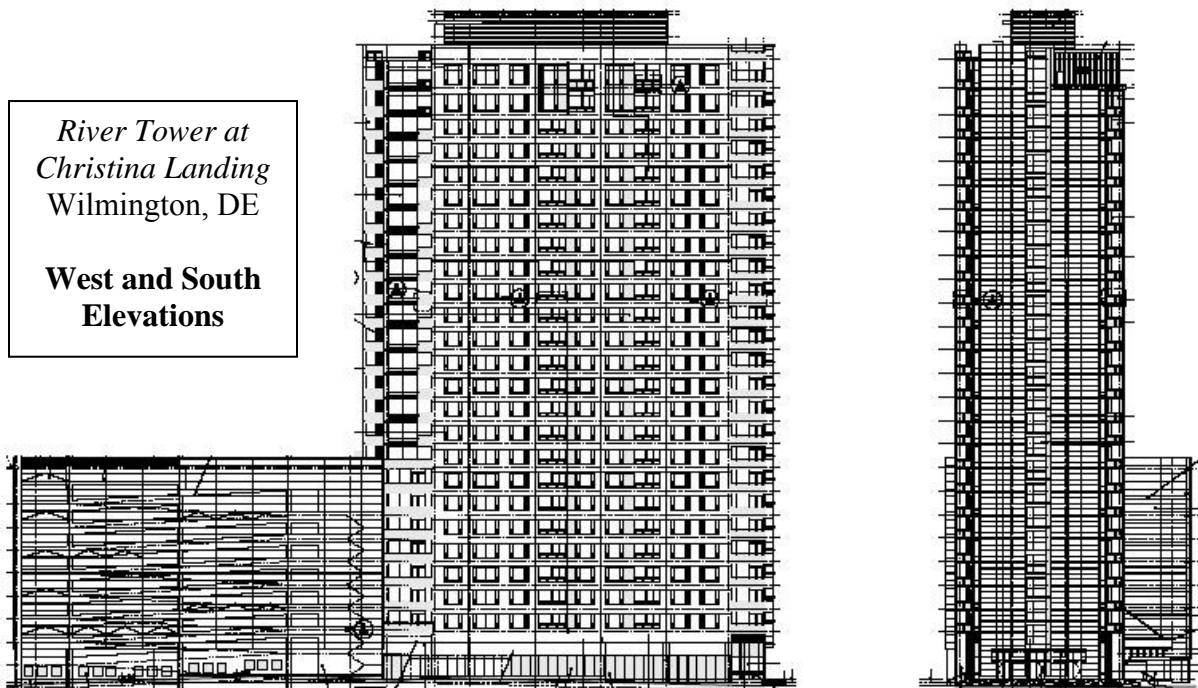 River Tower at
Christina Landing
Wilmington, DE
West and South
Elevations